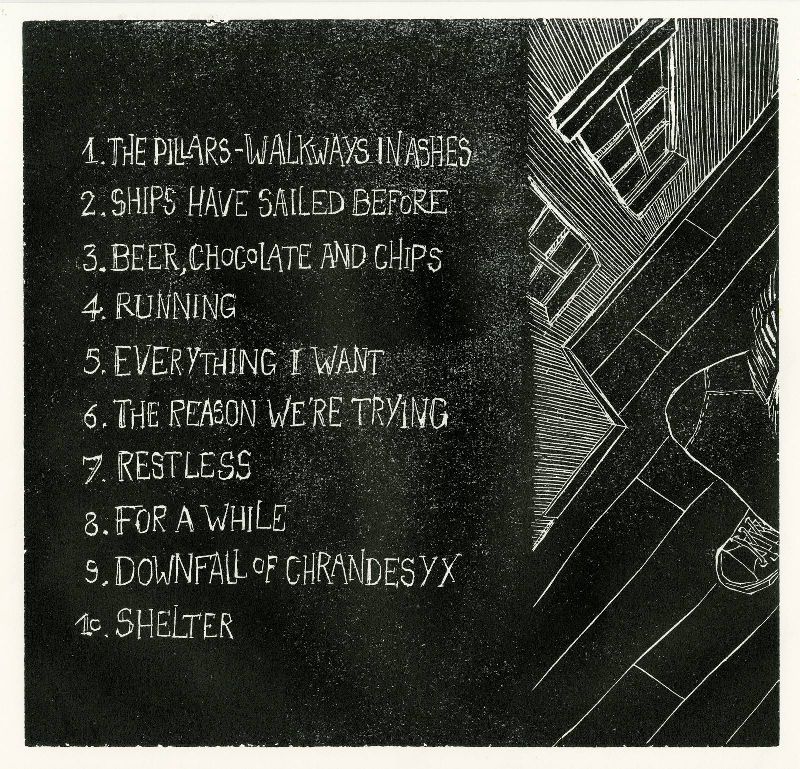 1. THE PILLARS-WALKWAYS IN ASHES
2. SHIPS HAVE SAILED BEFORE
3. BEER, CHOCOLATE AND CHIPS
4. RUNNING
5. EVERYTHING I WANT
6. THE REASON WE'RE TRYING
7. RESTLESS
8. FOR A WHILE
9. DOWNFALL OF CHRANDESYX
10. SHELTER